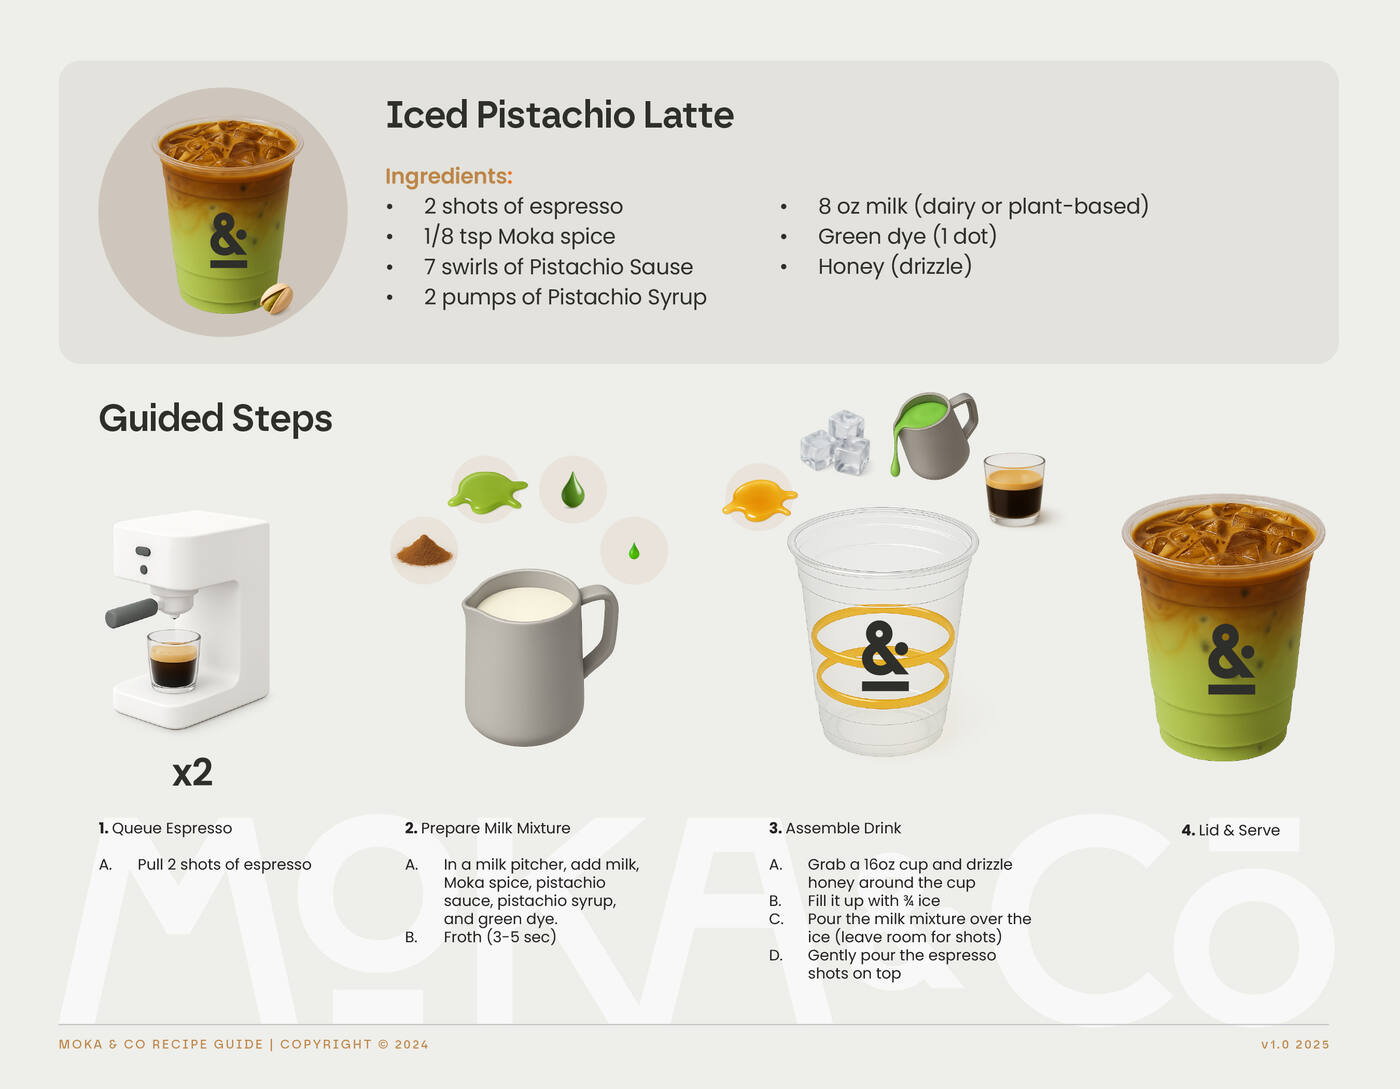 Iced Pistachio Latte
Ingredients:
• 2 shots of espresso
• 1/8 tsp Moka spice
• 7 swirls of Pistachio Sause
• 2 pumps of Pistachio Syrup
• 8 oz milk (dairy or plant-based)
• Green dye (1 dot)
• Honey (drizzle)
&
Guided Steps
&
&
x2
1. Queue Espresso
A. Pull 2 shots of espresso
2. Prepare Milk Mixture
A. In a milk pitcher, add milk,
Moka spice, pistachio
sauce, pistachio syrup,
and green dye.
B. Froth (3-5 sec)
3. Assemble Drink
A. Grab a 16oz cup and drizzle
honey around the cup
B. Fill it up with ¾ ice
C. Pour the milk mixture over the
ice (leave room for shots)
D. Gently pour the espresso
shots on top
4. Lid & Serve
MOKA & CŌ
MOKA & CO RECIPE GUIDE | COPYRIGHT © 2024
v1.0 2025